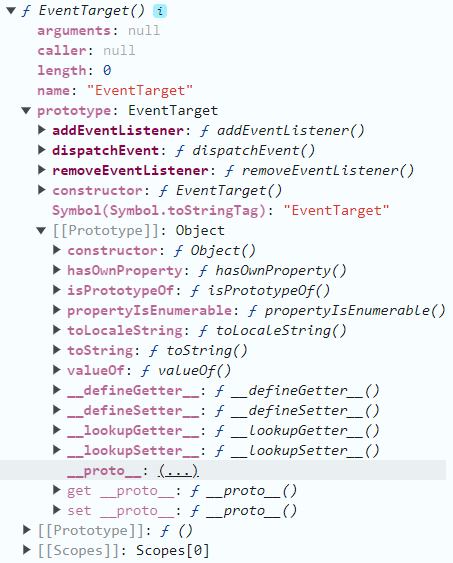 ƒ EventTarget() i
arguments: null
caller: null
length: 0
name: "EventTarget"
prototype: EventTarget
addEventListener: ƒ addEventListener()
dispatchEvent: ƒ dispatchEvent()
removeEventListener: ƒ removeEventListener()
constructor: ƒ EventTarget()
Symbol(Symbol.toStringTag): "EventTarget"
[[Prototype]]: Object
constructor: ƒ Object()
hasOwnProperty: ƒ hasOwnProperty()
isPrototypeOf: ƒ isPrototypeOf()
propertyIsEnumerable: ƒ propertyIsEnumerable()
toLocaleString: ƒ toLocaleString()
toString: ƒ toString()
valueOf: ƒ valueOf()
__defineGetter__: ƒ __defineGetter__()
__defineSetter__: ƒ __defineSetter__()
__lookupGetter__: ƒ __lookupGetter__()
__lookupSetter__: ƒ __lookupSetter__()
__proto__: (...)
get __proto__: ƒ __proto__()
set __proto__: ƒ __proto__()
[[Prototype]]: ƒ ()
[[Scopes]]: Scopes[0]